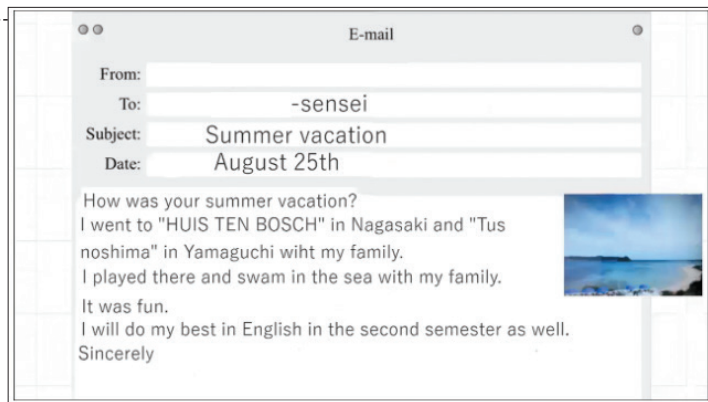 E-mail
From:
To: -sensei
Subject: Summer vacation
Date: August 25th
How was your summer vacation?
I went to "HUIS TEN BOSCH" in Nagasaki and "Tus
noshima" in Yamaguchi wiht my family.
I played there and swam in the sea with my family.
It was fun.
I will do my best in English in the second semester as well.
Sincerely